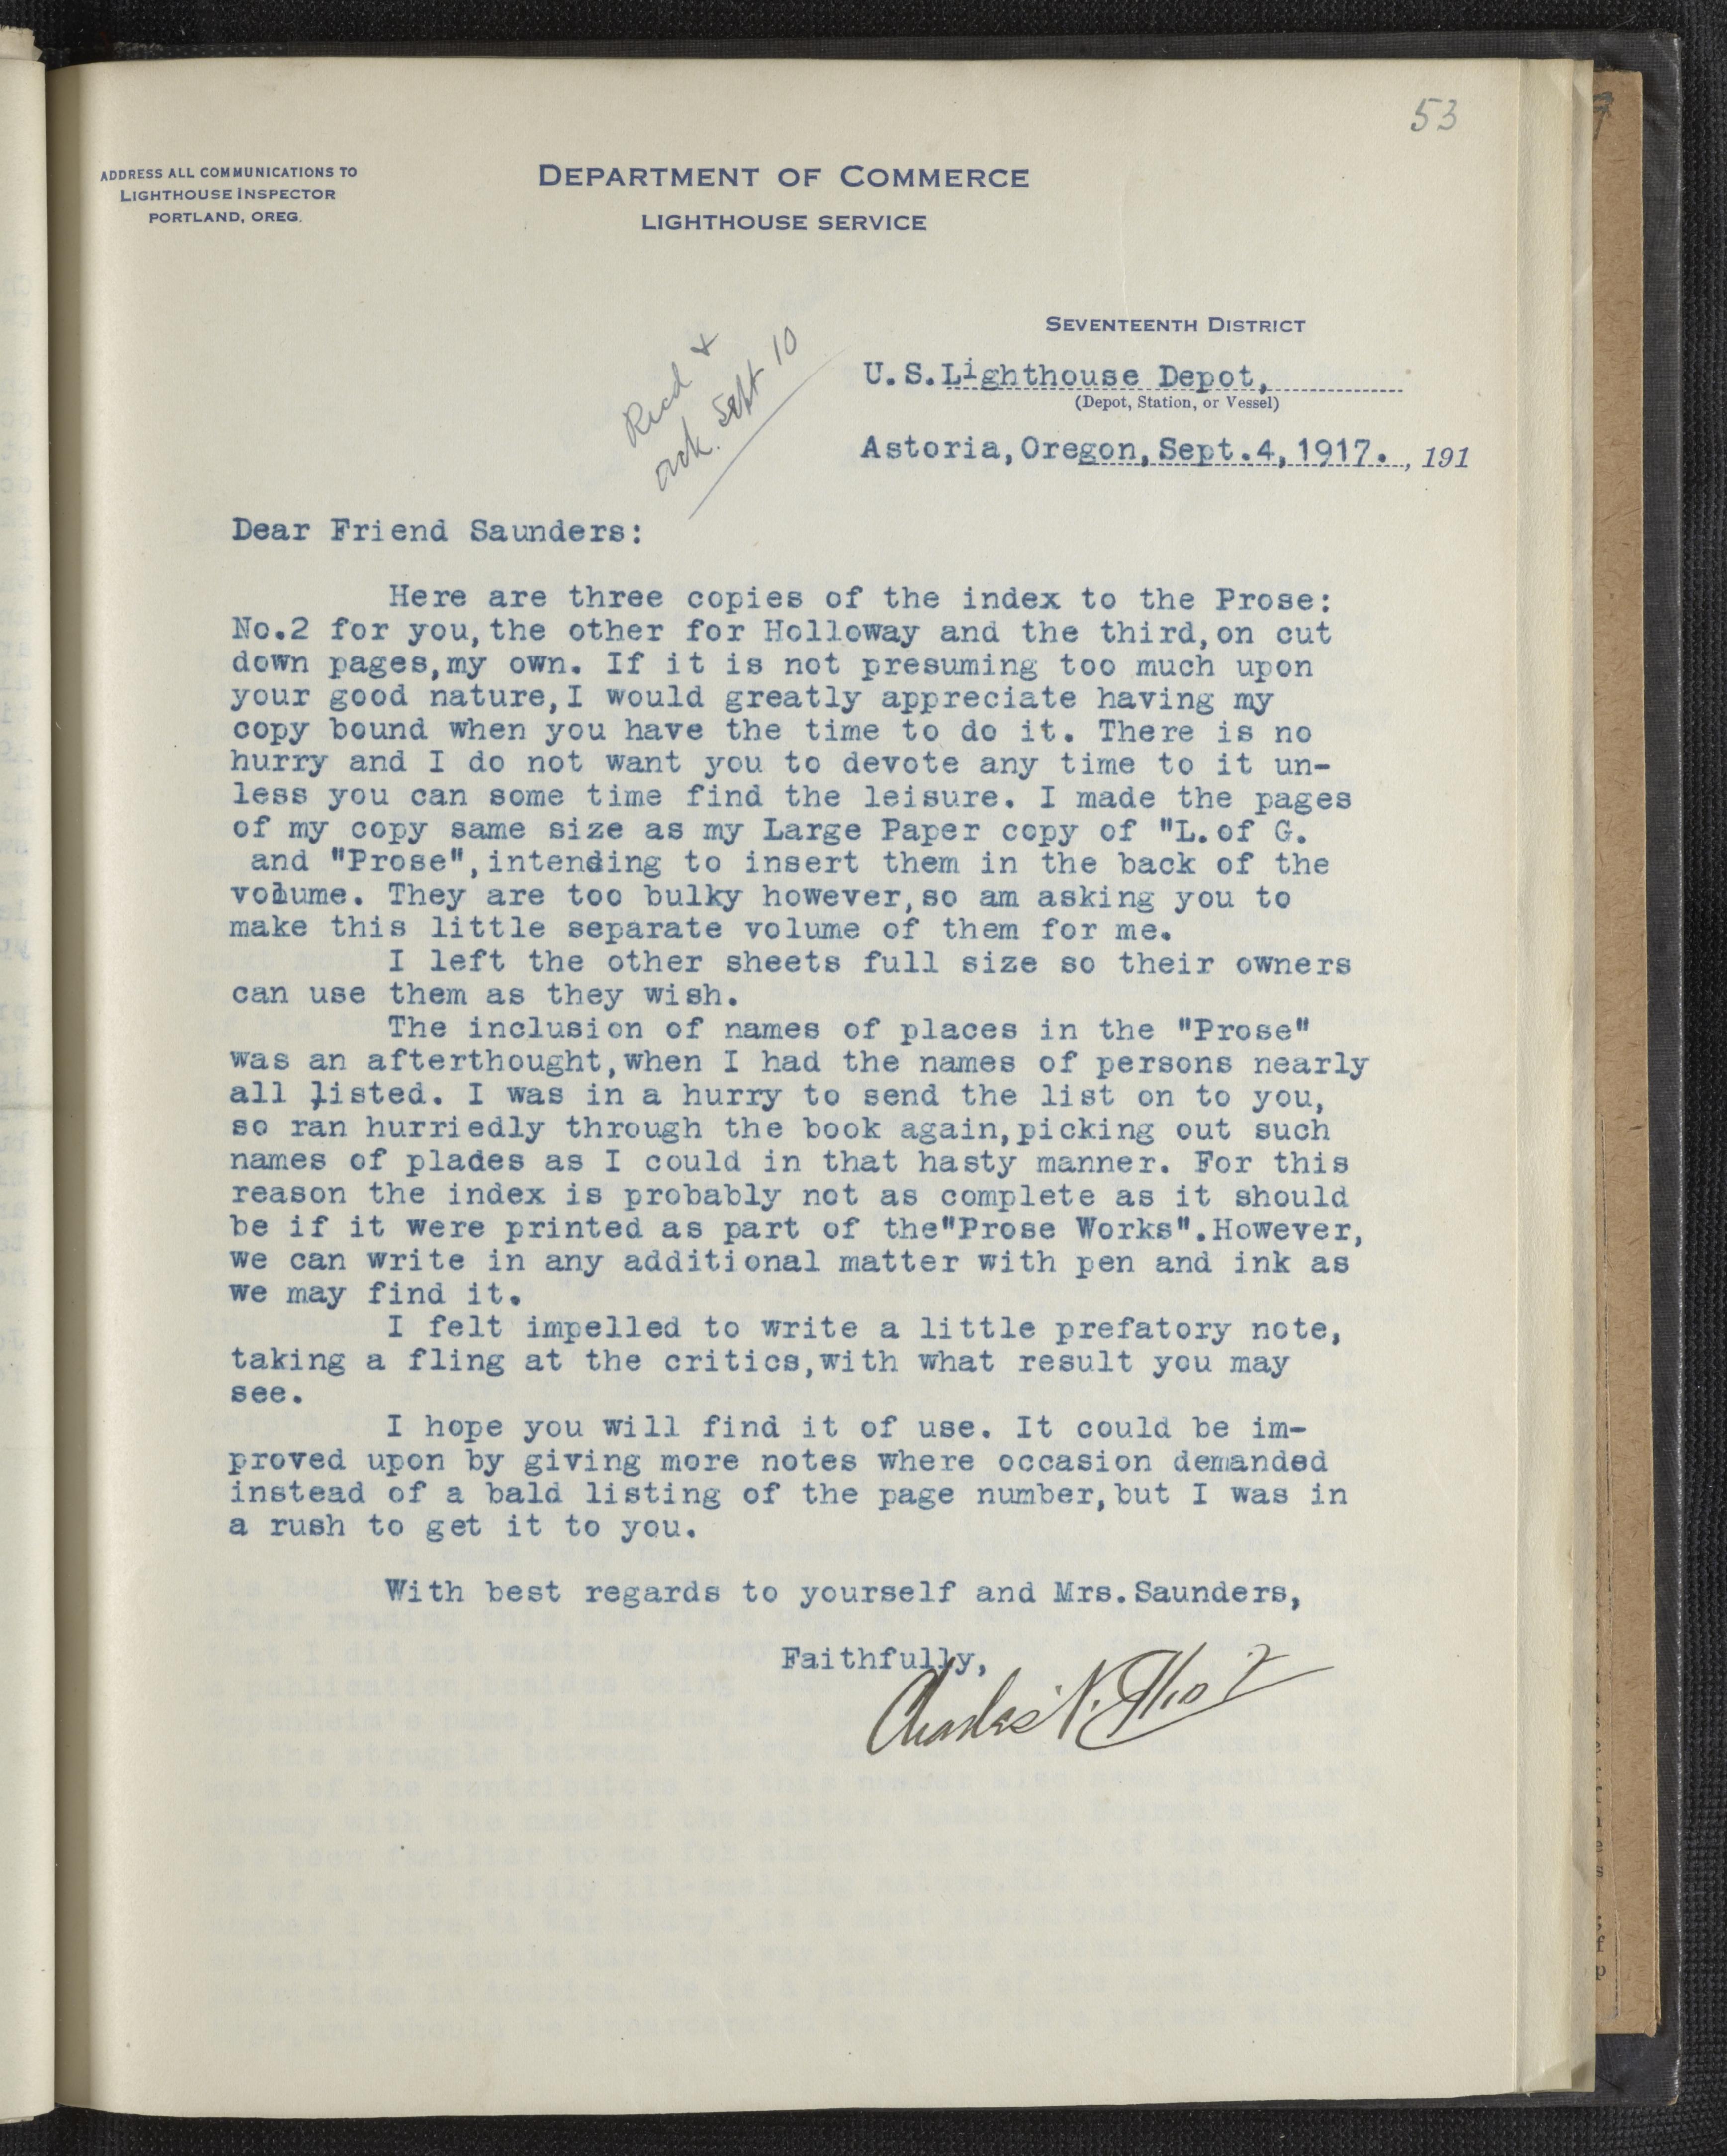 53
ADDRESS ALL COMMUNICATIONS TO
LIGHTHOUSE INSPECTOR
PORTLAND, OREG.
DEPARTMENT OF COMMERCE
LIGHTHOUSE SERVICE
SEVENTEENTH DISTRICT
Recd &
ack. Sept 10
U.S.Lighthouse Depot,
(Depot, Station, or Vessel)
Astoria,Oregon,Sept.4,1917. , 191
Dear Friend Saunders:
Here are three copies of the index to the Prose:
No.2 for you,the other for Holloway and the third,on cut
down pages,my own. If it is not presuming too much upon
your good nature,I would greatly appreciate having my
copy bound when you have the time to do it. There is no
hurry and I do not want you to devote any time to it un-
less you can some time find the leisure. I made the pages
of my copy same size as my Large Paper copy of "L.of G.
and "Prose",intending to insert them in the back of the
volume. They are too bulky however,so am asking you to
make this little separate volume of them for me.
I left the other sheets full size so their owners
can use them as they wish.
The inclusion of names of places in the "Prose"
was an afterthought,when I had the names of persons nearly
all listed. I was in a hurry to send the list on to you,
so ran hurriedly through the book again,picking out such
names of plades as I could in that hasty manner. For this
reason the index is probably not as complete as it should
be if it were printed as part of the"Prose Works".However,
we can write in any additional matter with pen and ink as
we may find it.
I felt impelled to write a little prefatory note,
taking a fling at the critics,with what result you may
see.
I hope you will find it of use. It could be im-
proved upon by giving more notes where occasion demanded
instead of a bald listing of the page number,but I was in
a rush to get it to you.
With best regards to yourself and Mrs.Saunders,
Faithfully,
Charles N. Elliot